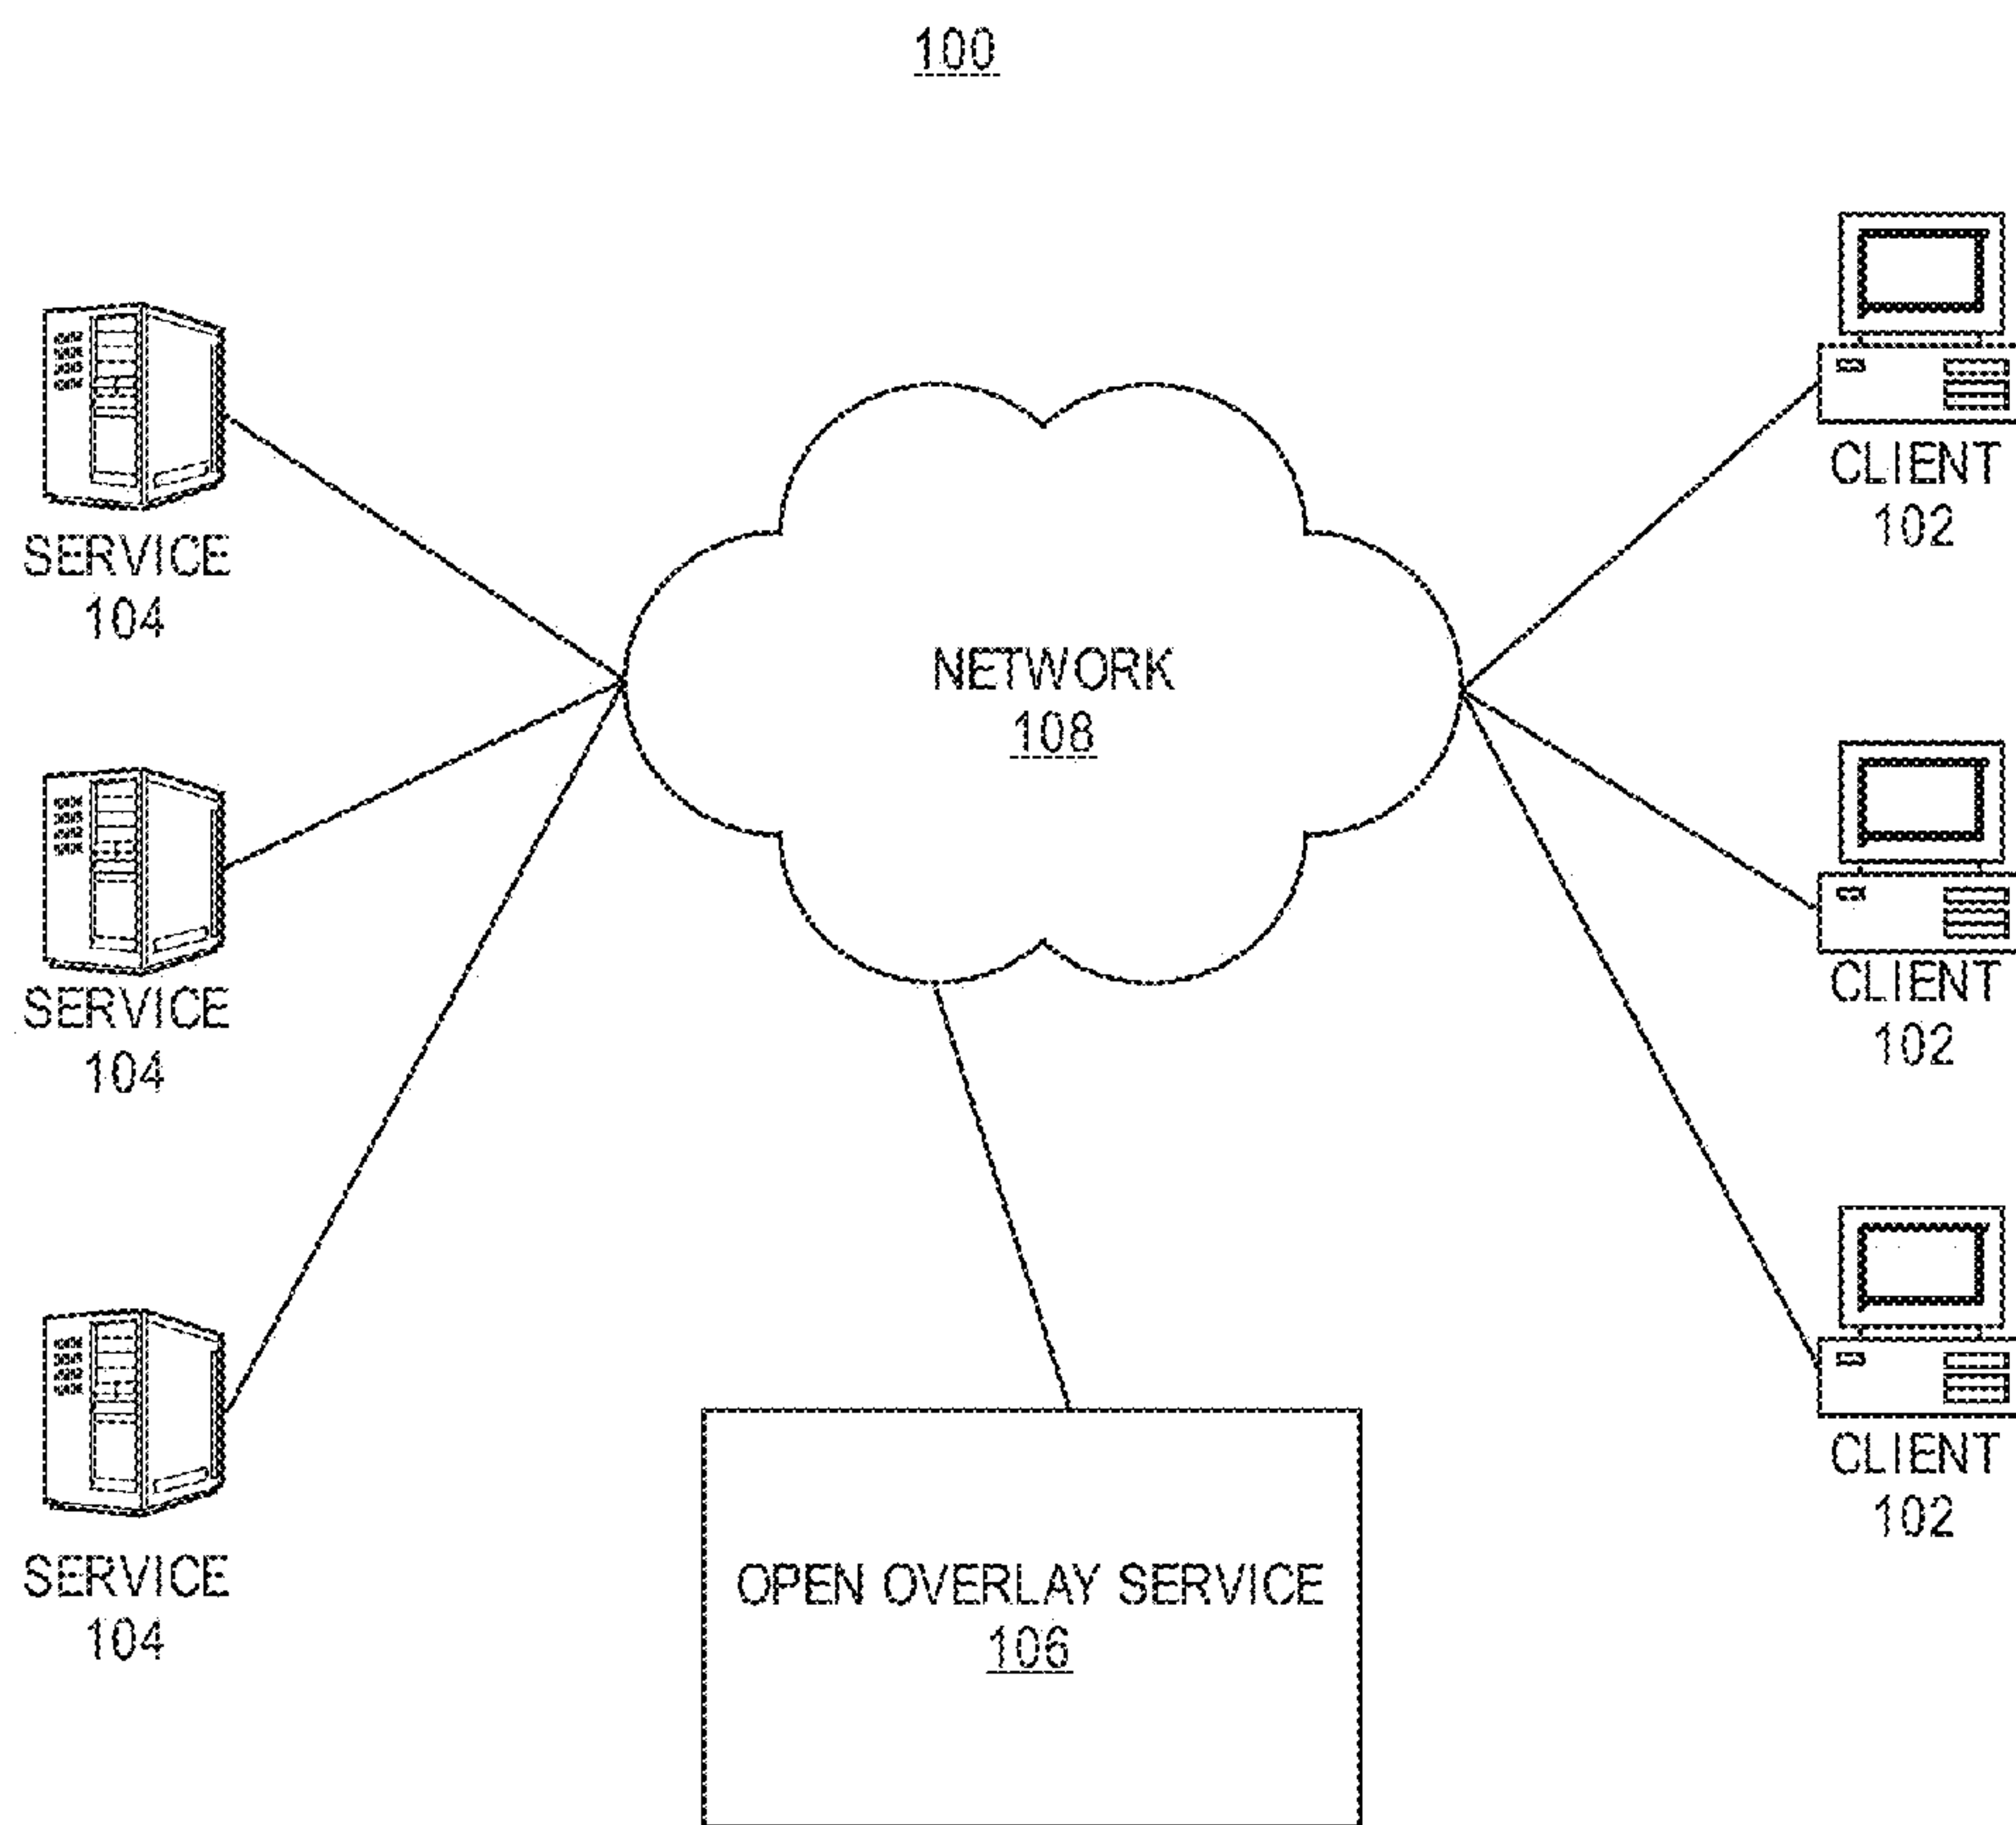 100
SERVICE
104
SERVICE
104
SERVICE
104
NETWORK
108
OPEN OVERLAY SERVICE
106
CLIENT
102
CLIENT
102
CLIENT
102